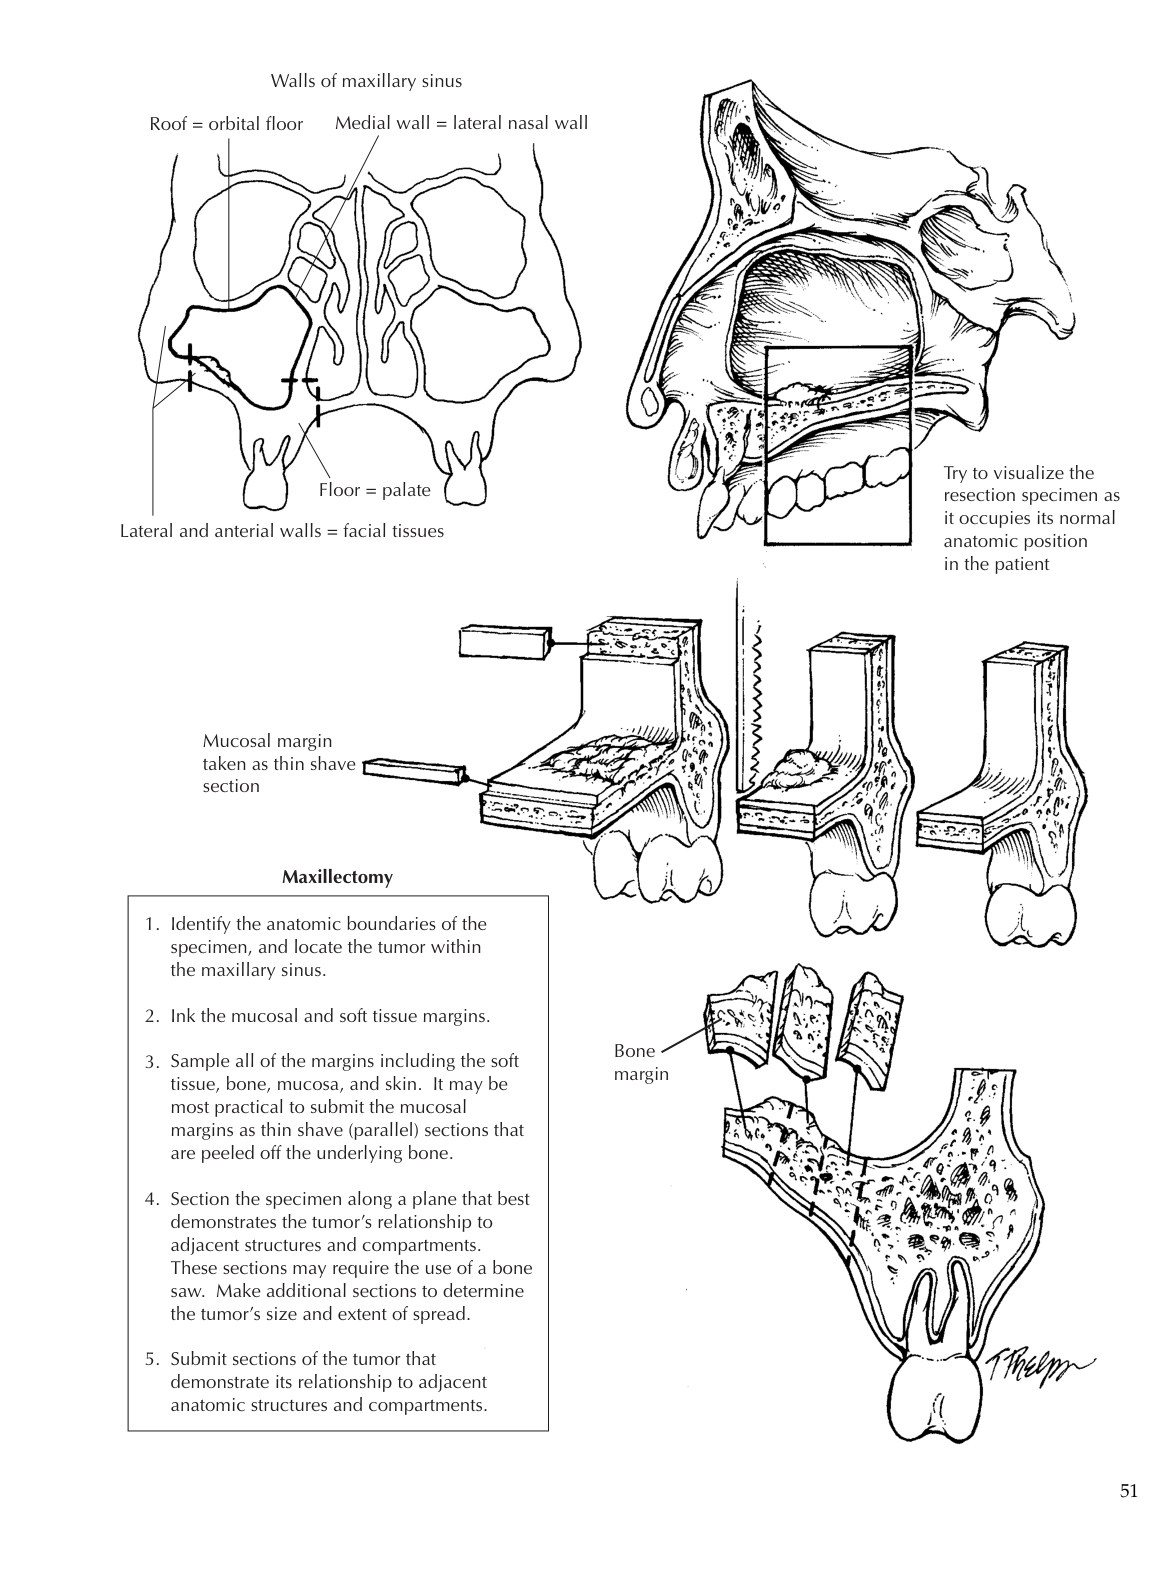 Walls of maxillary sinus
Roof = orbital floor
Medial wall = lateral nasal wall
Floor = palate
Lateral and anterial walls = facial tissues
Try to visualize the
resection specimen as
it occupies its normal
anatomic position
in the patient
Mucosal margin
taken as thin shave
section
Maxillectomy
1. Identify the anatomic boundaries of the
specimen, and locate the tumor within
the maxillary sinus.
2. Ink the mucosal and soft tissue margins.
3. Sample all of the margins including the soft
tissue, bone, mucosa, and skin. It may be
most practical to submit the mucosal
margins as thin shave (parallel) sections that
are peeled off the underlying bone.
4. Section the specimen along a plane that best
demonstrates the tumor's relationship to
adjacent structures and compartments.
These sections may require the use of a bone
saw. Make additional sections to determine
the tumor's size and extent of spread.
5. Submit sections of the tumor that
demonstrate its relationship to adjacent
anatomic structures and compartments.
Bone
margin
T Phelps
51